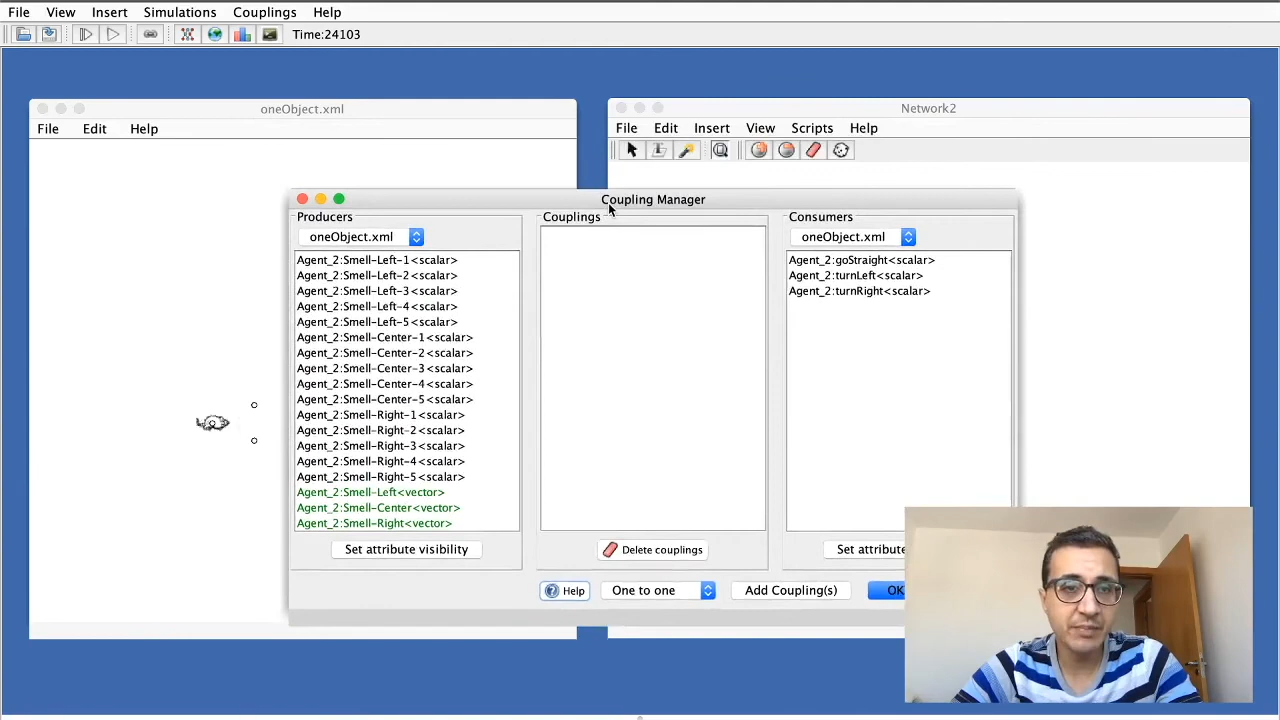 File View Insert Simulations Couplings Help
Time:24103
oneObject.xml
File Edit Help
Network2
File Edit Insert View Scripts Help
Coupling Manager
Producers
oneObject.xml
Agent_2:Smell-Left-1<scalar>
Agent_2:Smell-Left-2<scalar>
Agent_2:Smell-Left-3<scalar>
Agent_2:Smell-Left-4<scalar>
Agent_2:Smell-Left-5<scalar>
Agent_2:Smell-Center-1<scalar>
Agent_2:Smell-Center-2<scalar>
Agent_2:Smell-Center-3<scalar>
Agent_2:Smell-Center-4<scalar>
Agent_2:Smell-Center-5<scalar>
Agent_2:Smell-Right-1<scalar>
Agent_2:Smell-Right-2<scalar>
Agent_2:Smell-Right-3<scalar>
Agent_2:Smell-Right-4<scalar>
Agent_2:Smell-Right-5<scalar>
Agent_2:Smell-Left<vector>
Agent_2:Smell-Center<vector>
Agent_2:Smell-Right<vector>
Set attribute visibility
Couplings
Delete couplings
Consumers
oneObject.xml
Agent_2:goStraight<scalar>
Agent_2:turnLeft<scalar>
Agent_2:turnRight<scalar>
Set attribute
Help
One to one
Add Coupling(s)
OK